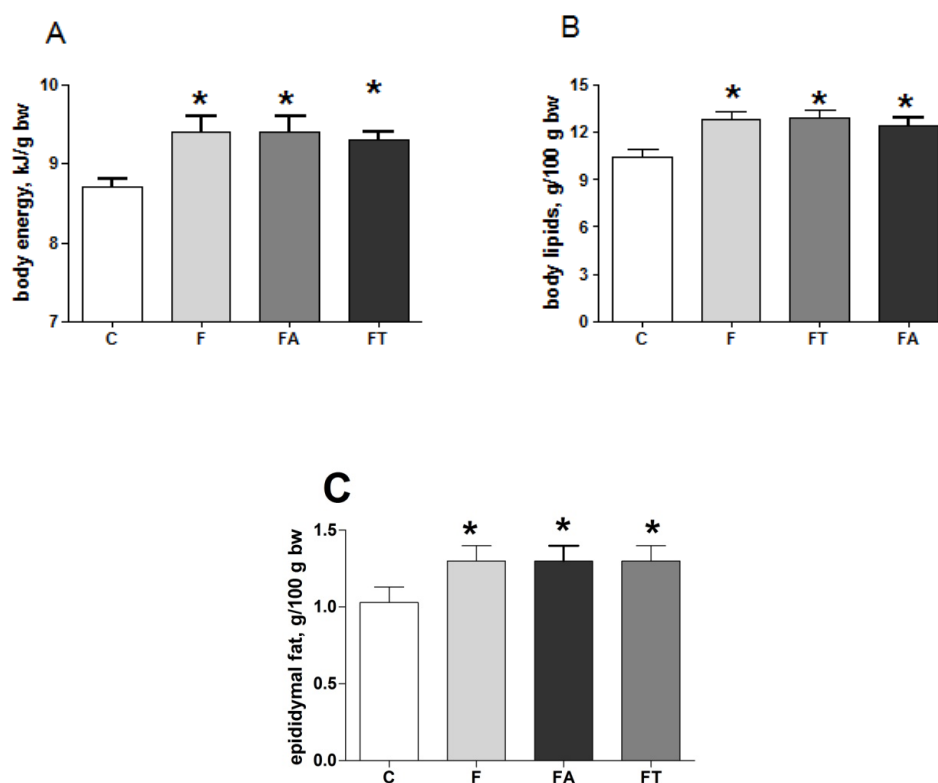 A
body energy, kJ/g bw
10
9
8
7
* * *
C F FA FT
B
body lipids, g/100 g bw
15
12
9
6
3
0
* * *
C F FT FA
C
epididymal fat, g/100 g bw
1.5
1.0
0.5
0.0
* * *
C F FA FT